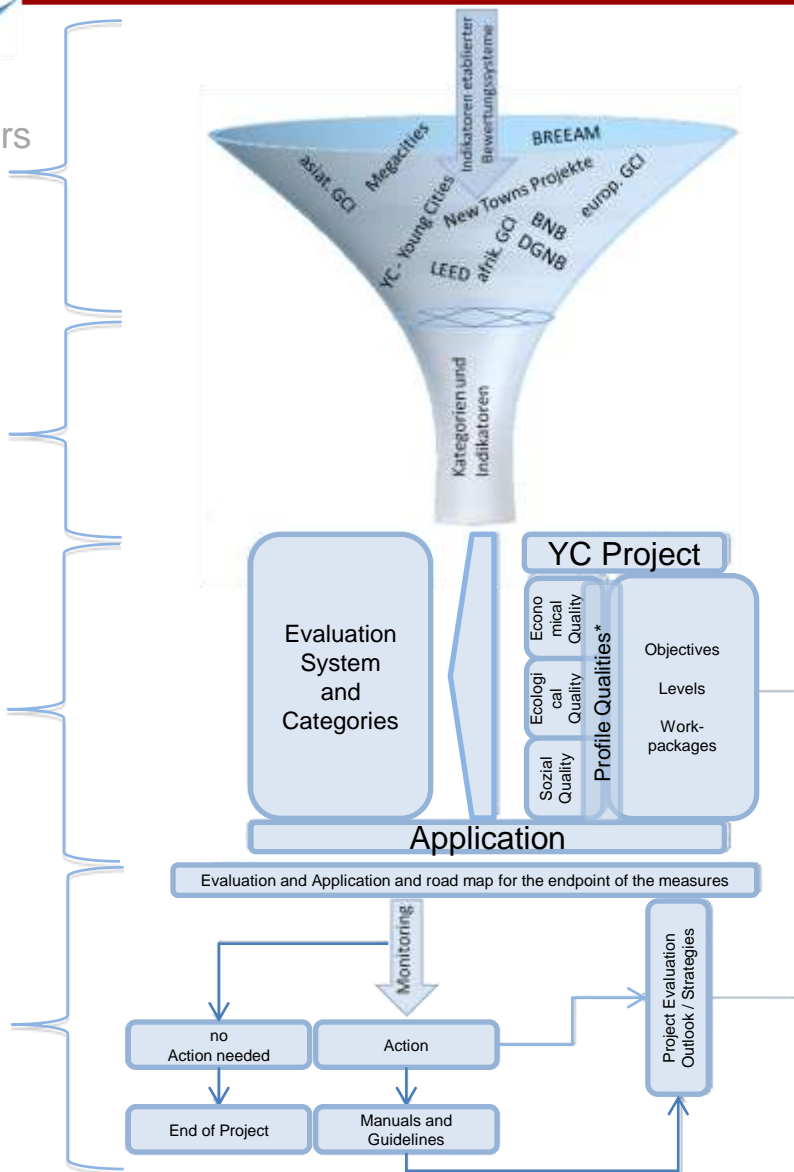 rs
Indikatoren etablierter
Bewertungssysteme
BREEAM
Megacities
asiat. GCI
New Towns Projekte
europ. GCI
YC - Young Cities
LEED
afrik. GCI
BNB
DGNB
Kategorien und
Indikatoren
YC Project
Evaluation
System
and
Categories
Econo
mical
Quality
Ecologi
cal
Quality
Sozial
Quality
Profile Qualities*
Objectives
Levels
Work-
packages
Application
Evaluation and Application and road map for the endpoint of the measures
Monitoring
Project Evaluation
Outlook / Strategies
no
Action needed
Action
End of Project
Manuals and
Guidelines